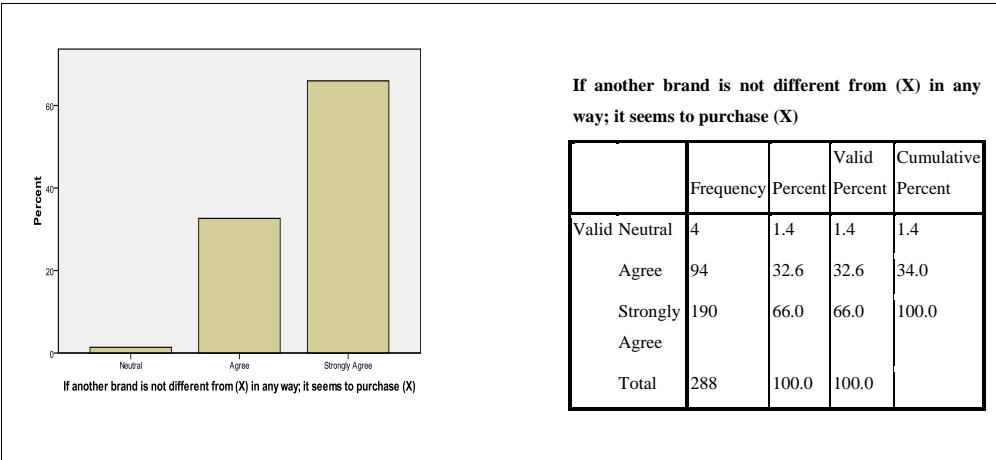 60
40
20
0
Percent
Neutral Agree Strongly Agree
If another brand is not different from (X) in any way; it seems to purchase (X)
If another brand is not different from (X) in any
way; it seems to purchase (X)
Valid Cumulative
Frequency Percent Percent Percent
Valid Neutral 4 1.4 1.4 1.4
Agree 94 32.6 32.6 34.0
Strongly 190 66.0 66.0 100.0
Agree
Total 288 100.0 100.0